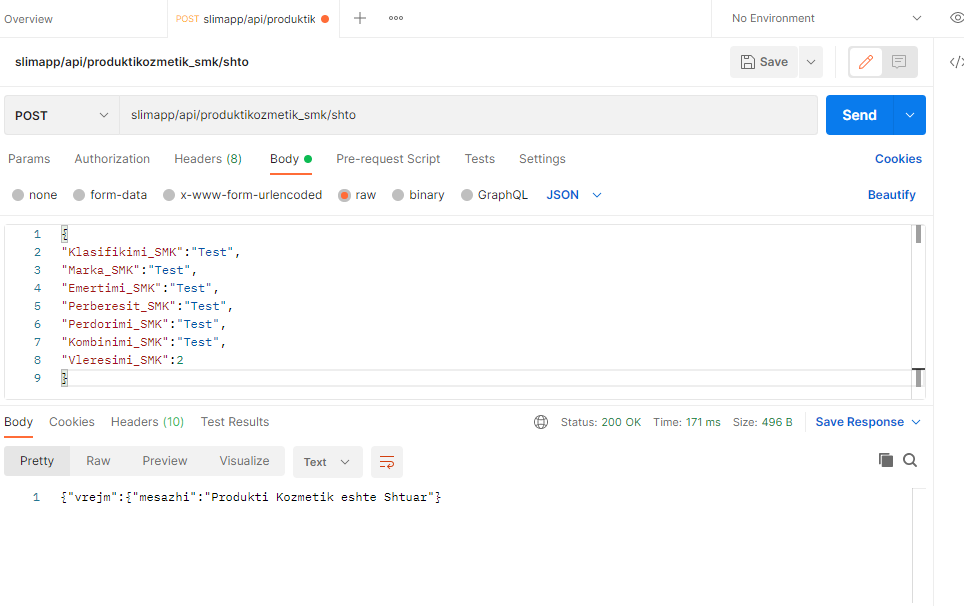 Overview
POST slimapp/api/produktik
No Environment
slimapp/api/produktikozmetik_smk/shto
Save
POST
slimapp/api/produktikozmetik_smk/shto
Send
Params Authorization Headers (8) Body Pre-request Script Tests Settings Cookies
none form-data x-www-form-urlencoded raw binary GraphQL JSON Beautify
1 {
2 "Klasifikimi_SMK":"Test",
3 "Marka_SMK":"Test",
4 "Emertimi_SMK":"Test",
5 "Perberesit_SMK":"Test",
6 "Perdorimi_SMK":"Test",
7 "Kombinimi_SMK":"Test",
8 "Vleresimi_SMK":2
9 }
Body Cookies Headers (10) Test Results Status: 200 OK Time: 171 ms Size: 496 B Save Response
Pretty Raw Preview Visualize Text
1 {"vrejm":{"mesazhi":"Produkti Kozmetik eshte Shtuar"}